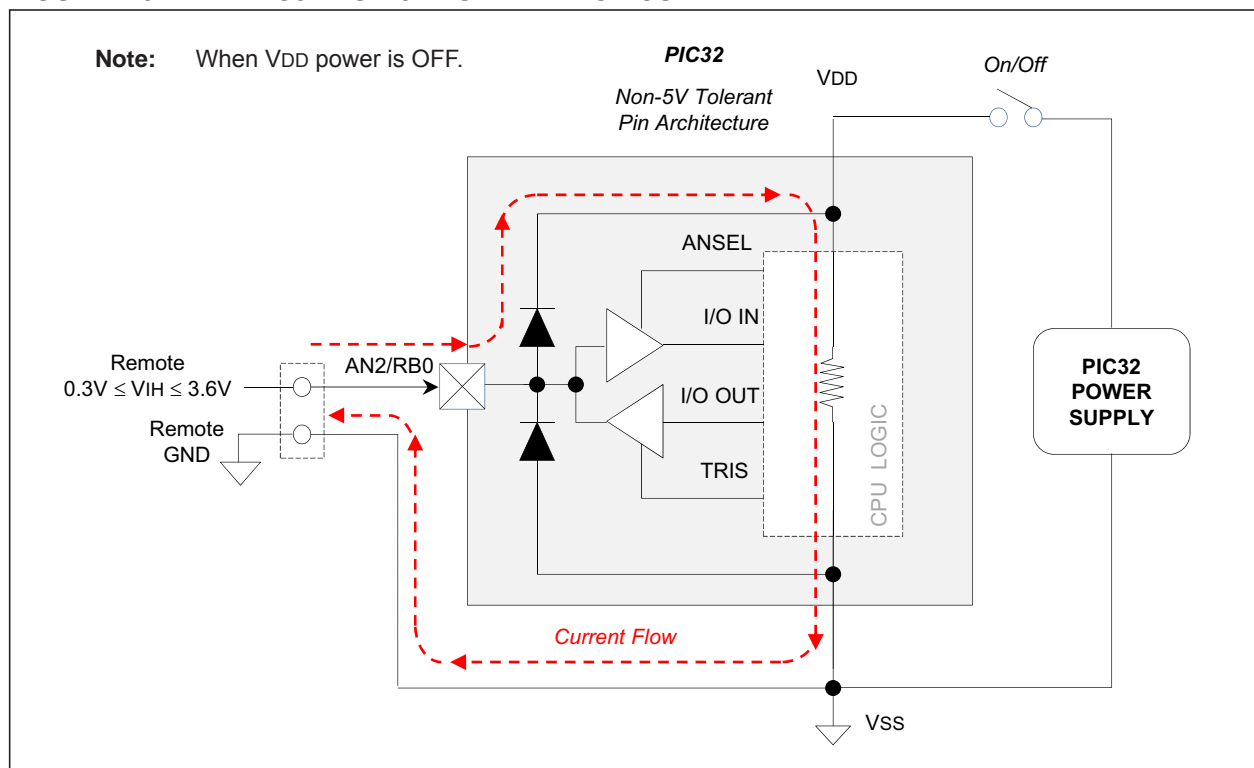 Note: When VDD power is OFF.
PIC32
Non-5V Tolerant
Pin Architecture
VDD
On/Off
ANSEL
I/O IN
Remote
0.3V ≤ VIH ≤ 3.6V
AN2/RB0
I/O OUT
Remote
GND
TRIS
CPU LOGIC
PIC32
POWER
SUPPLY
Current Flow
VSS